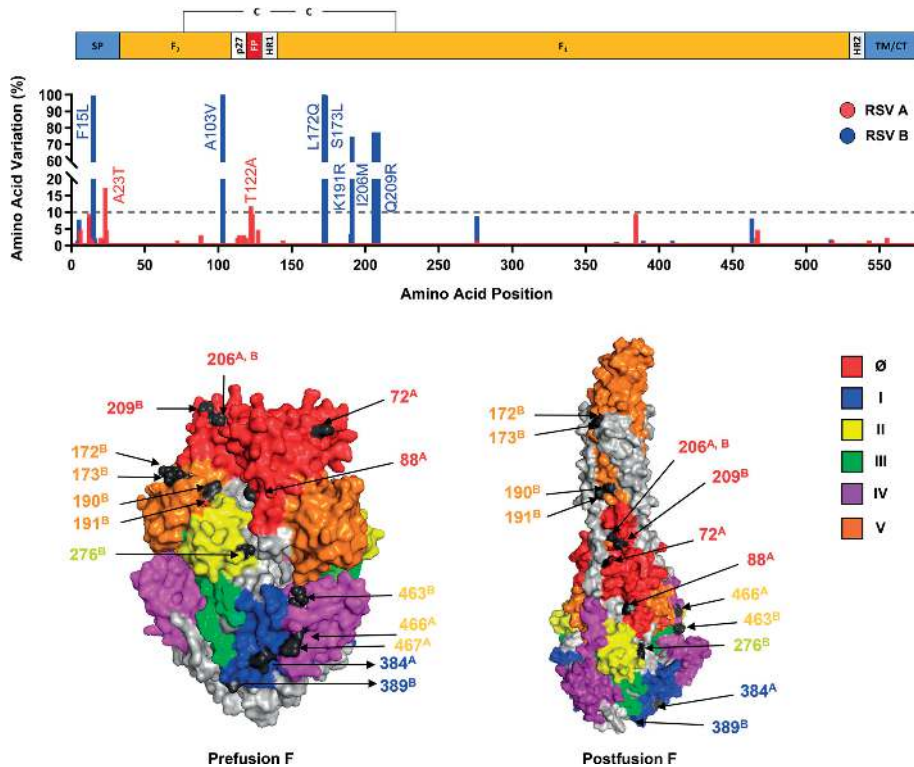 C C
SP F2 p27 FP HR1 F1 HR2 TM/CT
Amino Acid Variation (%)
100
90
80
70
60
20
15
10
5
0
F15L
A23T
A103V
T122A
L172Q
S173L
K191R
I206M
Q209R
RSV A
RSV B
0 50 100 150 200 250 300 350 400 450 500 550
Amino Acid Position
206A, B
209B
72A
172B
173B
88A
190B
191B
276B
463B
466A
467A
384A
389B
Prefusion F
172B
173B
206A, B
190B
209B
191B
72A
88A
466A
463B
276B
384A
389B
Postfusion F
Ø
I
II
III
IV
V